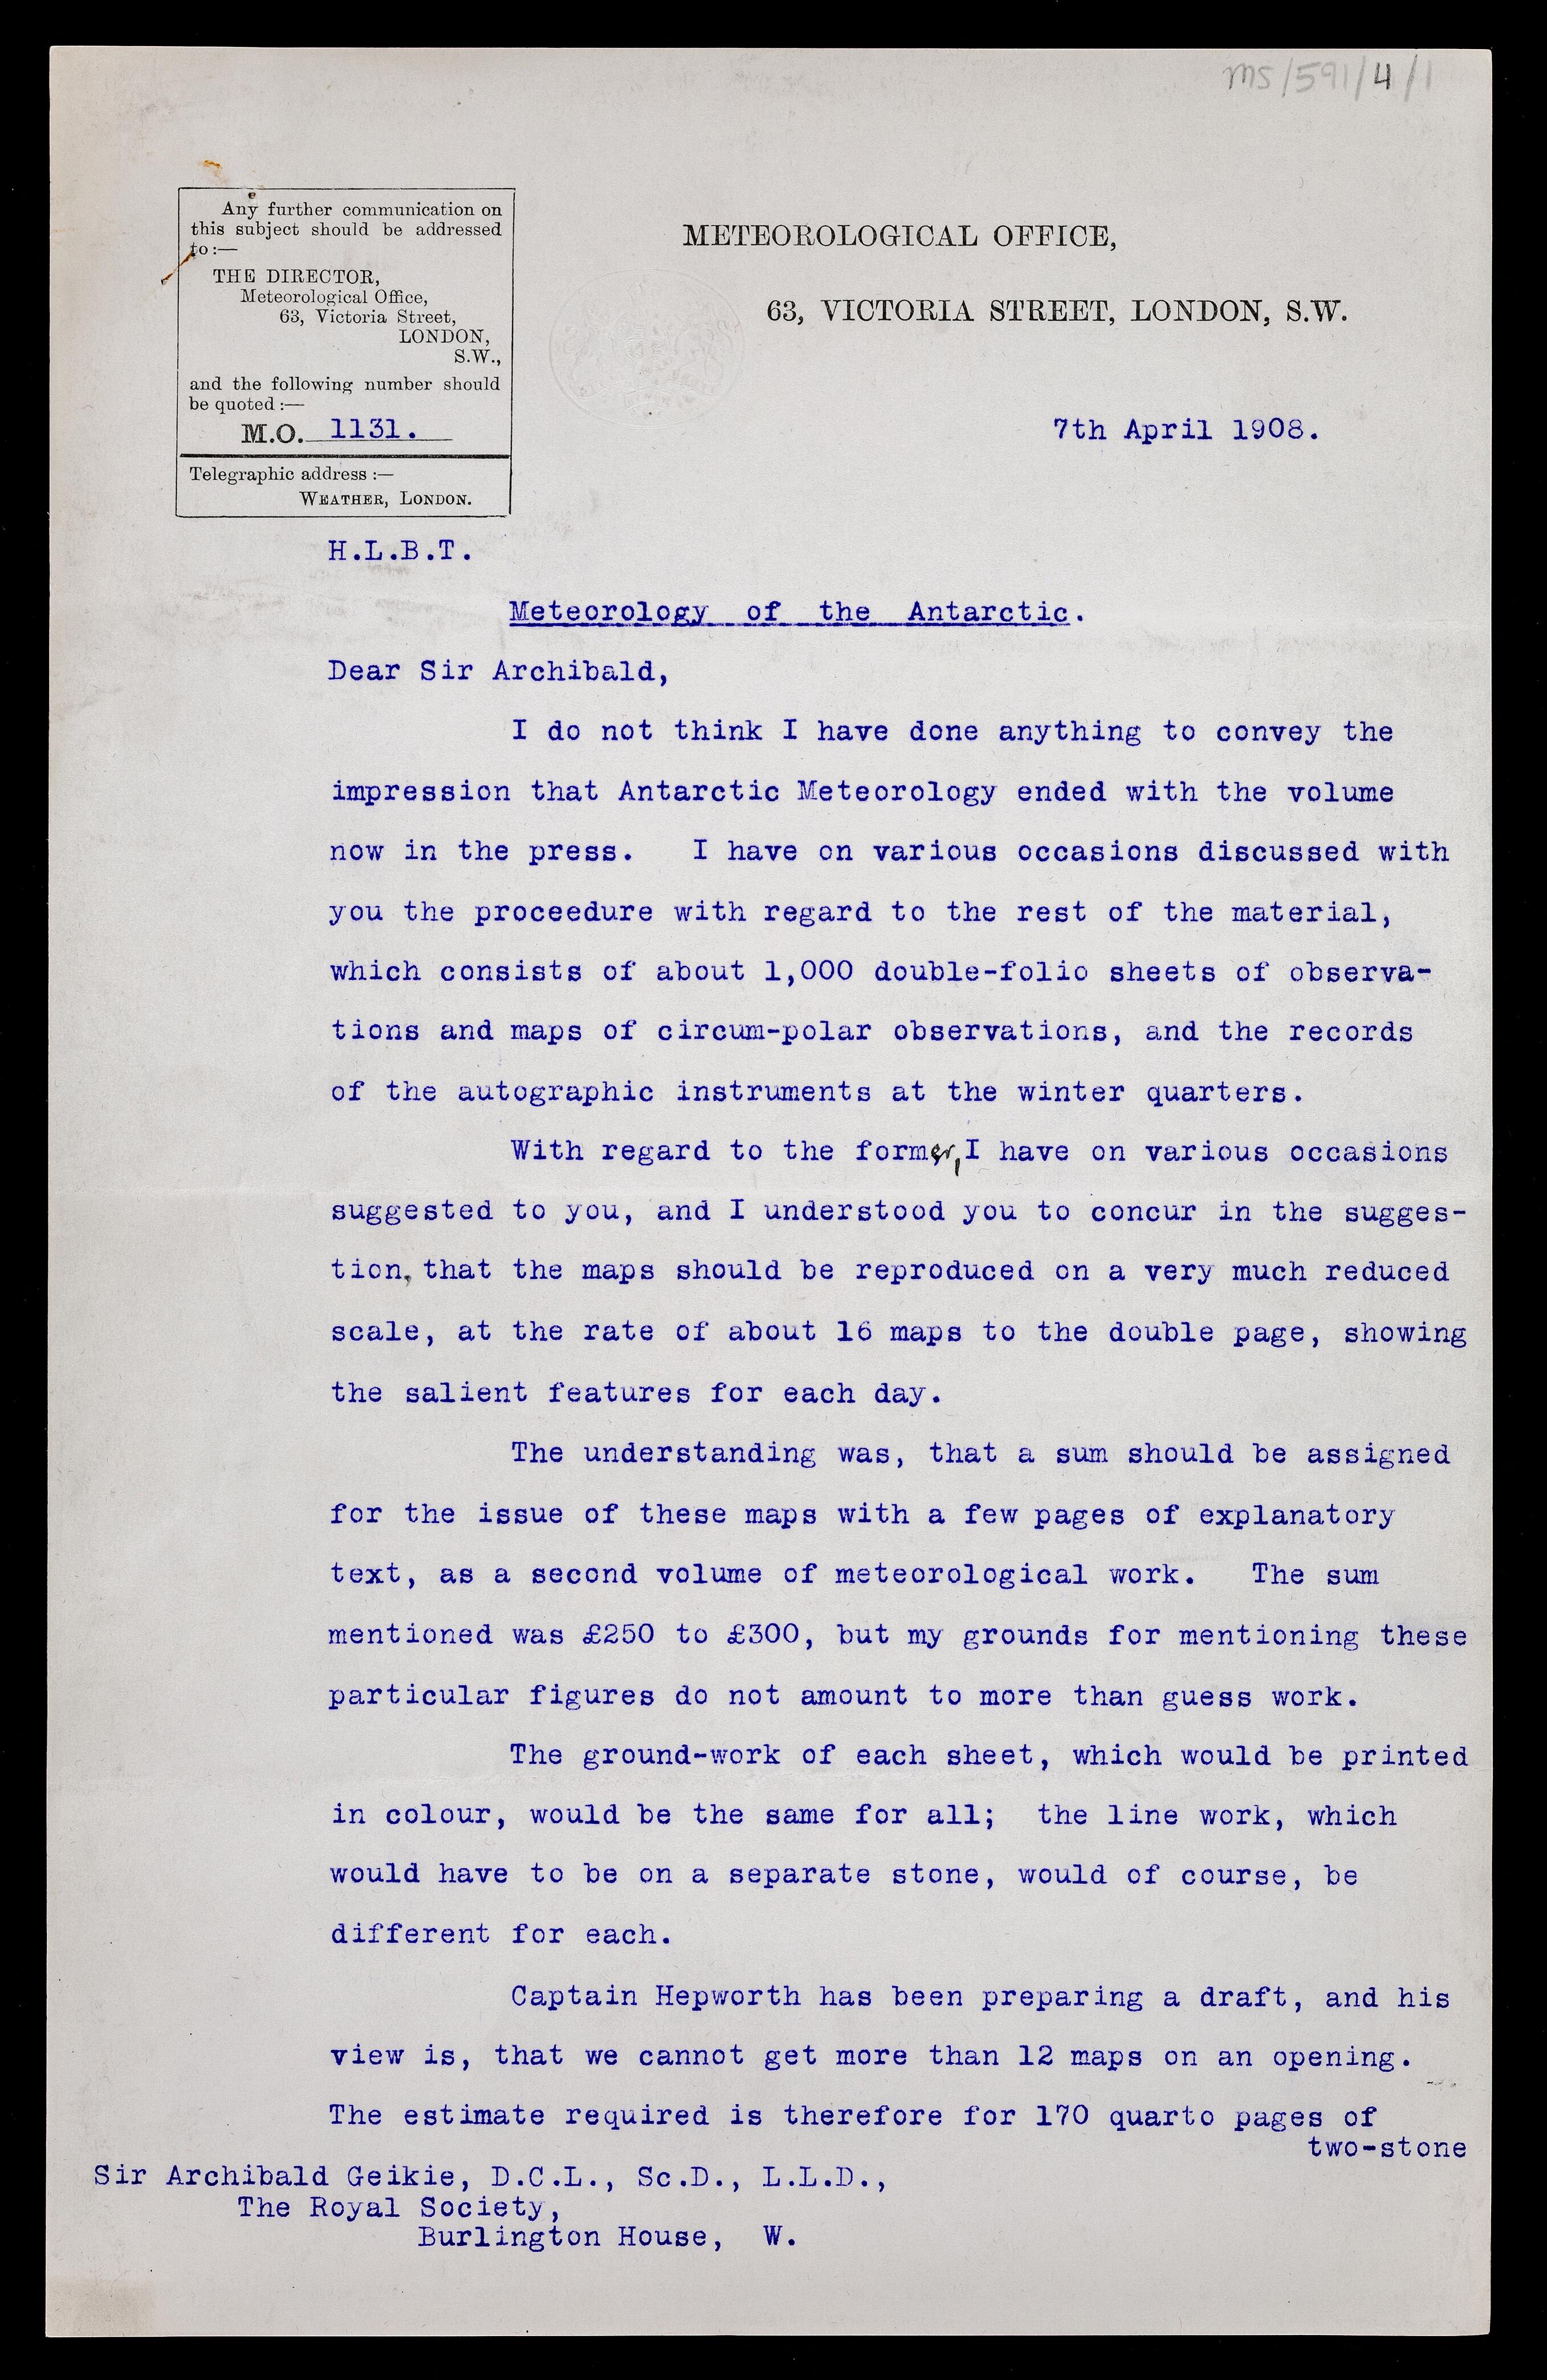 MS/591/4/1
Any further communication on
this subject should be addressed
to:—
THE DIRECTOR,
Meteorological Office,
63, Victoria Street,
LONDON,
S.W.,
and the following number should
be quoted:—
M.O. 1131.
Telegraphic address:—
WEATHER, LONDON.
METEOROLOGICAL OFFICE,
63, VICTORIA STREET, LONDON, S.W.
7th April 1908.
H.L.B.T.
Meteorology of the Antarctic.
Dear Sir Archibald,
I do not think I have done anything to convey the
impression that Antarctic Meteorology ended with the volume
now in the press. I have on various occasions discussed with
you the proceedure with regard to the rest of the material,
which consists of about 1,000 double-folio sheets of observa-
tions and maps of circum-polar observations, and the records
of the autographic instruments at the winter quarters.
With regard to the former, I have on various occasions
suggested to you, and I understood you to concur in the sugges-
tion, that the maps should be reproduced on a very much reduced
scale, at the rate of about 16 maps to the double page, showing
the salient features for each day.
The understanding was, that a sum should be assigned
for the issue of these maps with a few pages of explanatory
text, as a second volume of meteorological work. The sum
mentioned was £250 to £300, but my grounds for mentioning these
particular figures do not amount to more than guess work.
The ground-work of each sheet, which would be printed
in colour, would be the same for all; the line work, which
would have to be on a separate stone, would of course, be
different for each.
Captain Hepworth has been preparing a draft, and his
view is, that we cannot get more than 12 maps on an opening.
The estimate required is therefore for 170 quarto pages of
two-stone
Sir Archibald Geikie, D.C.L., Sc.D., L.L.D.,
The Royal Society,
Burlington House, W.